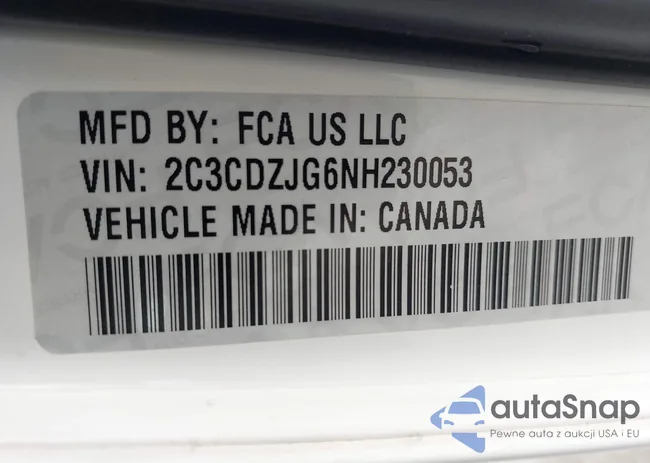 MFD BY: FCA US LLC
VIN: 2C3CDZJG6NH230053
VEHICLE MADE IN: CANADA
autaSnap
Pewne auta z aukcji USA i EU